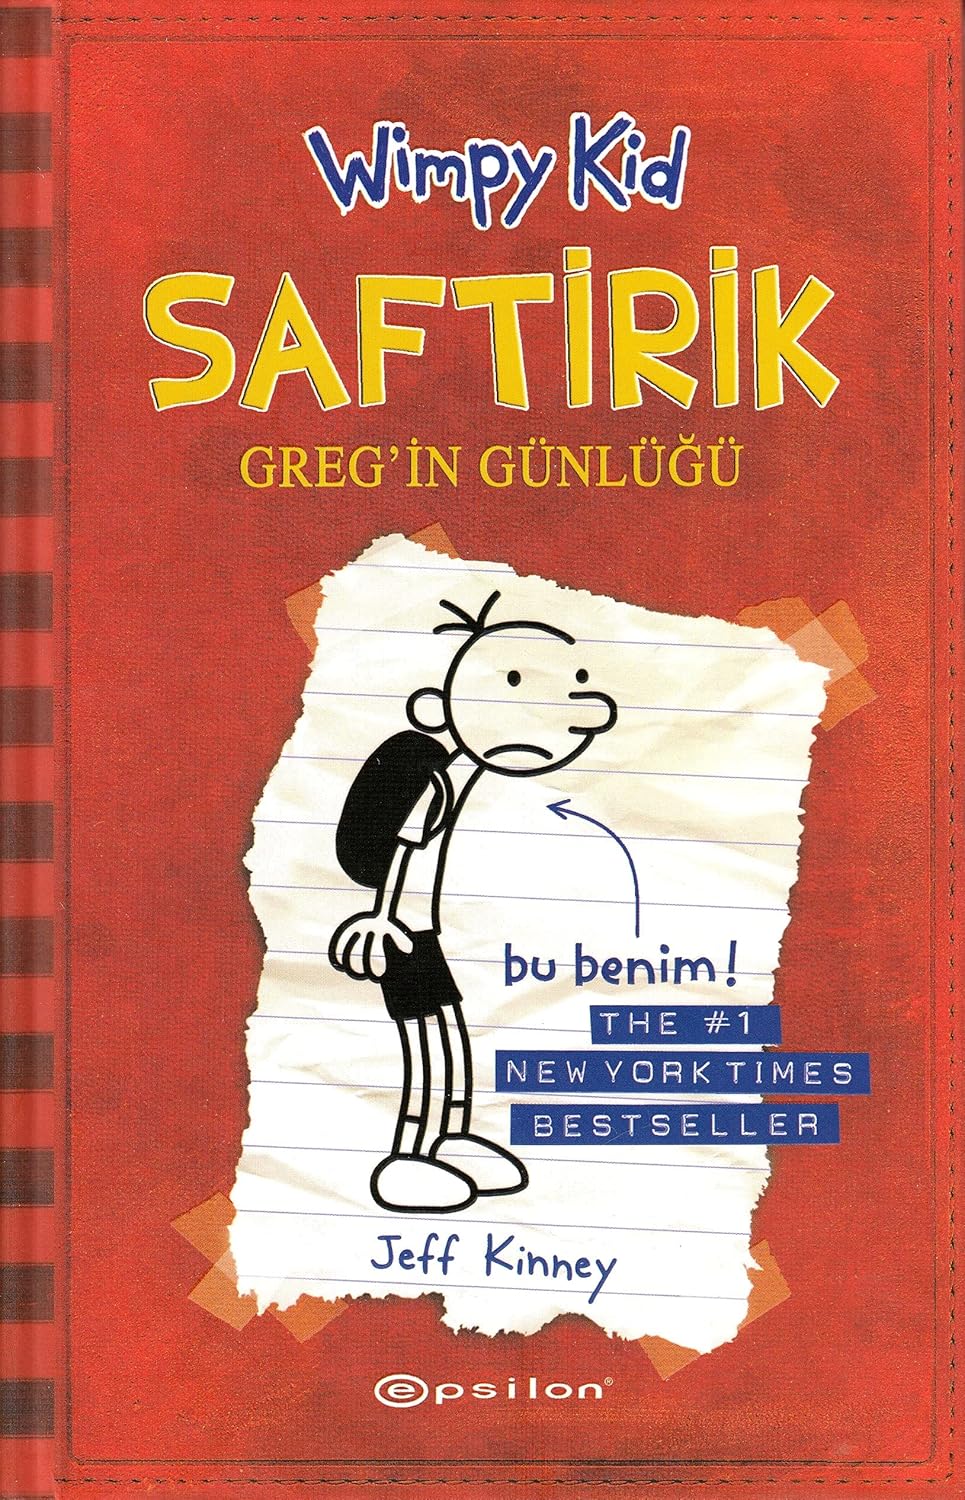 Wimpy Kid
SAFTİRİK
GREG'İN GÜNLÜĞÜ
bu benim!
THE #1
NEW YORK TIMES
BESTSELLER
Jeff Kinney
epsilon®